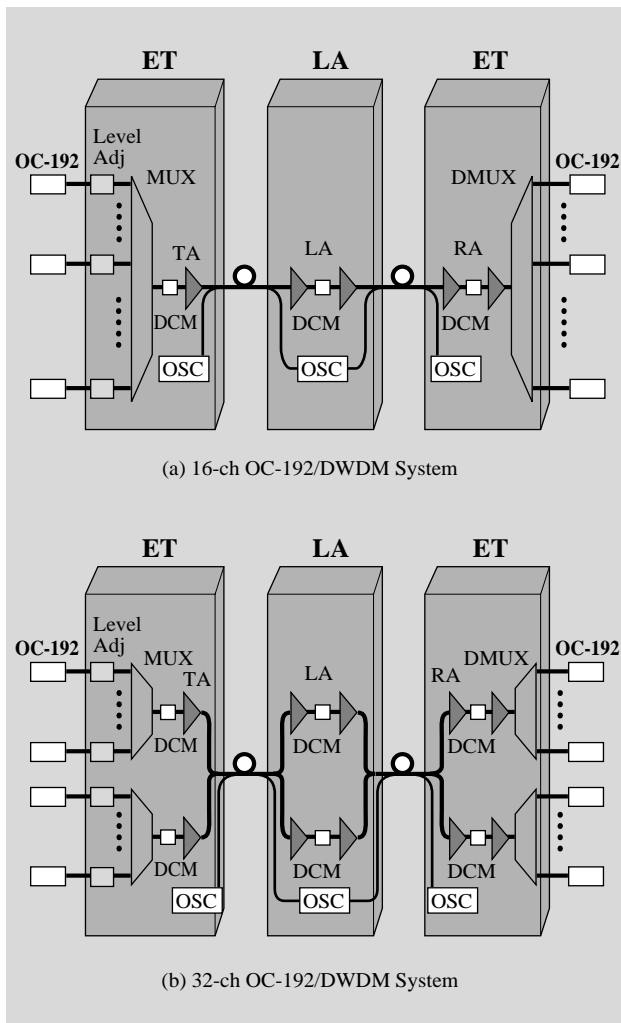 ET LA ET
Level
Adj
OC-192 OC-192
MUX DMUX
TA LA RA
DCM DCM DCM
OSC OSC OSC
(a) 16-ch OC-192/DWDM System
ET LA ET
Level
Adj
OC-192 OC-192
MUX DMUX
TA LA RA
DCM DCM DCM
DCM DCM DCM
OSC OSC OSC
(b) 32-ch OC-192/DWDM System